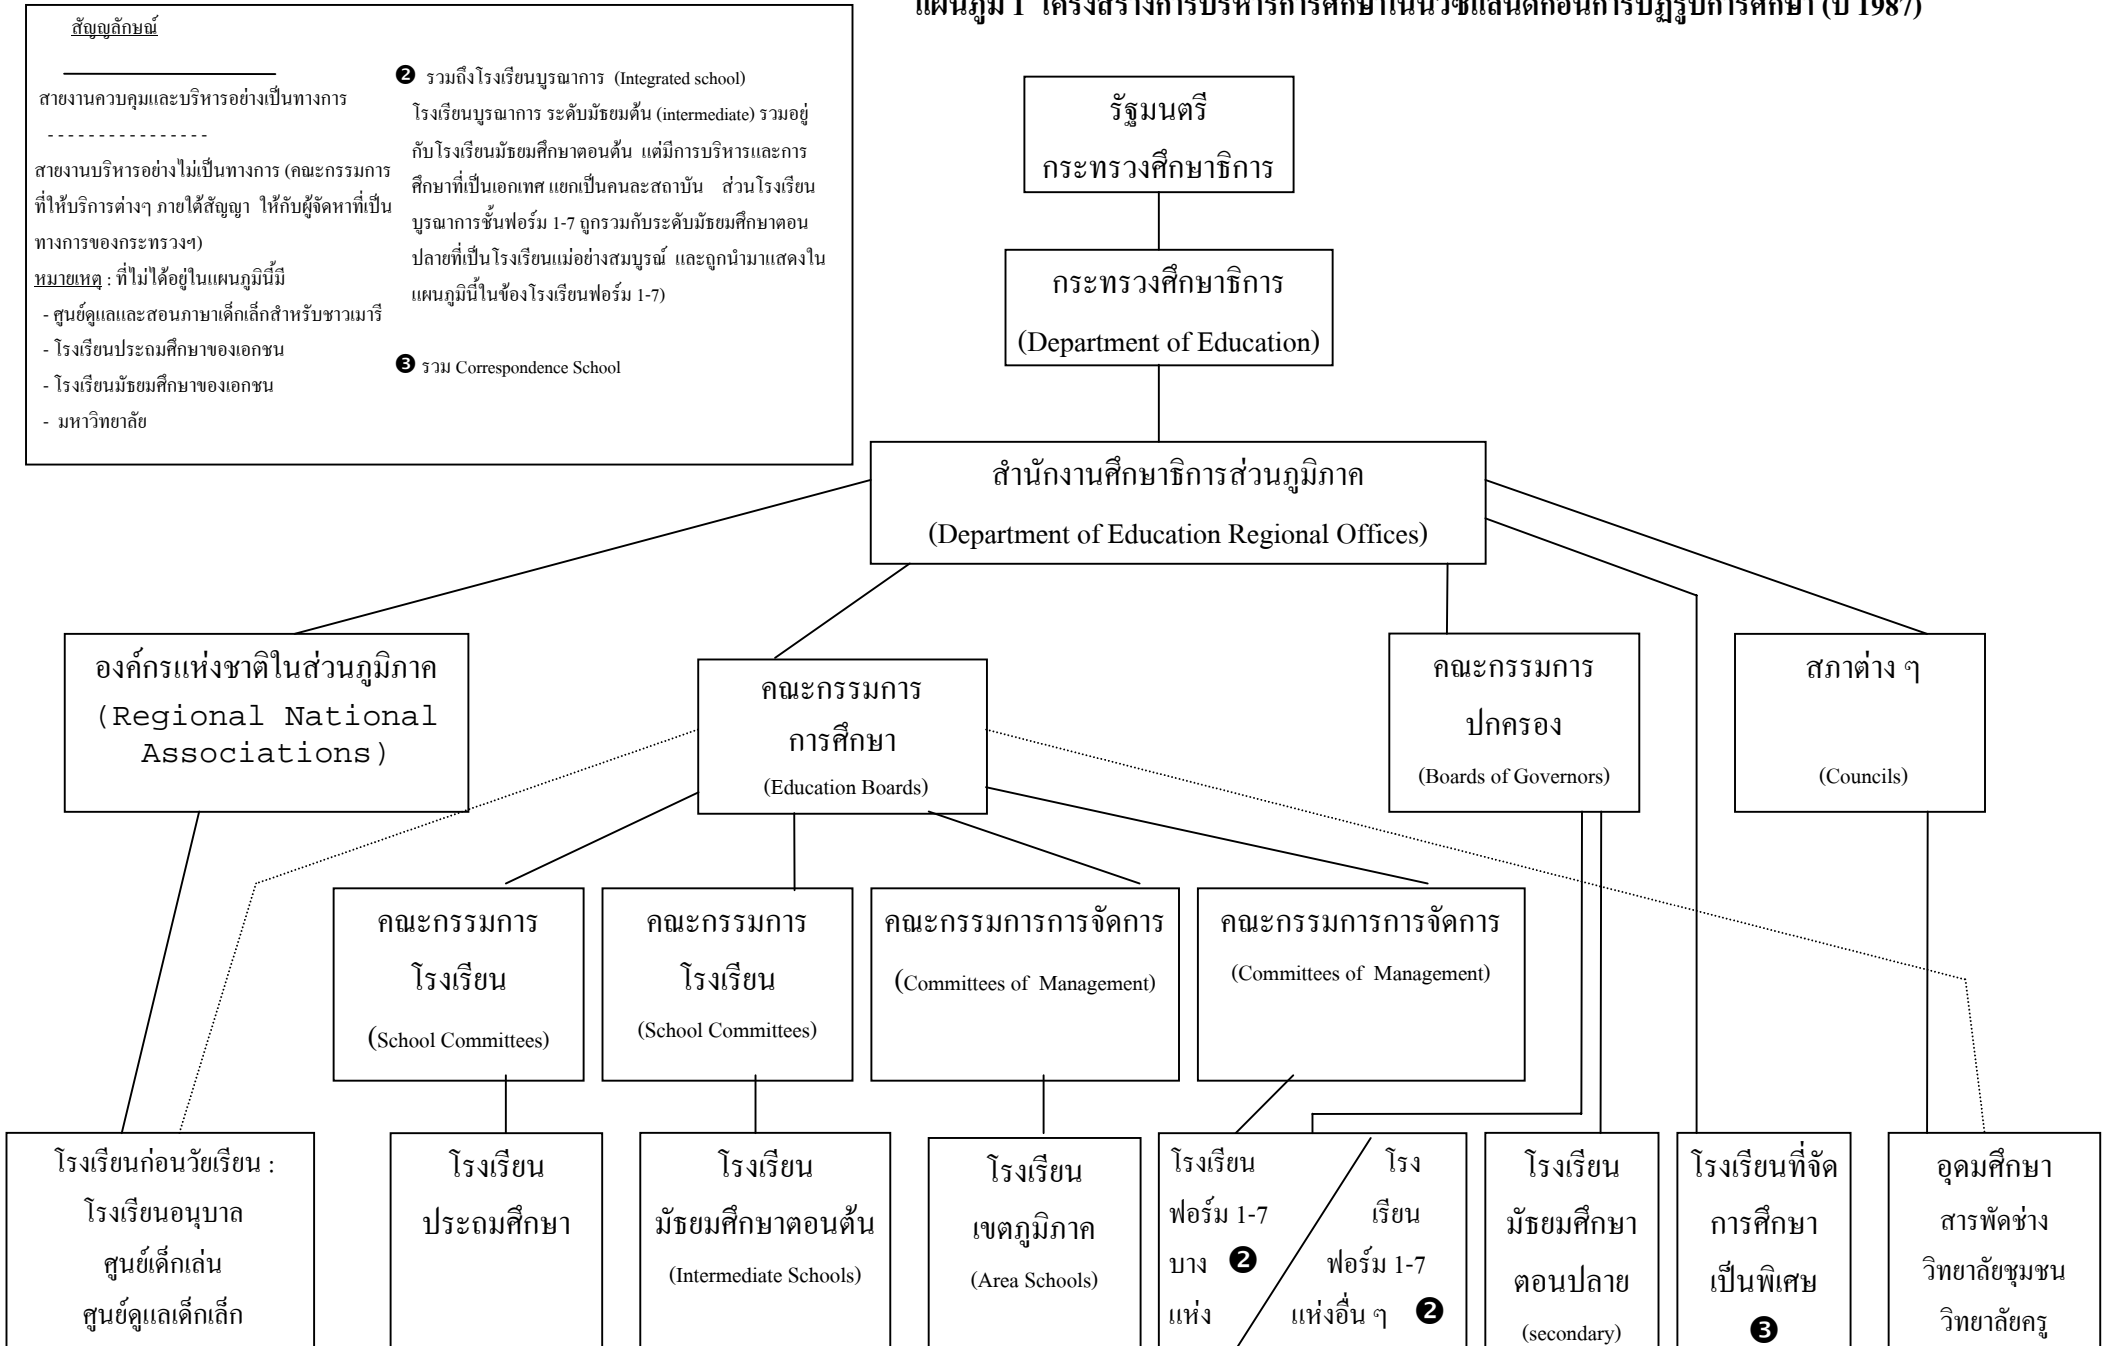 แผนภูมิ 1 โครงสร้างการบริหารการศึกษาในนิวซีแลนด์ก่อนการปฏิรูปการศึกษา (ปี 1987)
สัญญลักษณ์
สายงานควบคุมและบริหารอย่างเป็นทางการ
- - - - - - - - - - - - - - - -
สายงานบริหารอย่างไม่เป็นทางการ (คณะกรรมการ
ที่ให้บริการต่างๆ ภายใต้สัญญา ให้กับผู้จัดหาที่เป็น
ทางการของกระทรวงฯ)
หมายเหตุ : ที่ไม่ได้อยู่ในแผนภูมินี้มี
- ศูนย์ดูแลและสอนภาษาเด็กเล็กสำหรับชาวเมารี
- โรงเรียนประถมศึกษาของเอกชน
- โรงเรียนมัธยมศึกษาของเอกชน
- มหาวิทยาลัย
❷ รวมถึงโรงเรียนบูรณาการ (Integrated school)
โรงเรียนบูรณาการ ระดับมัธยมต้น (intermediate) รวมอยู่
กับโรงเรียนมัธยมศึกษาตอนต้น แต่มีการบริหารและการ
ศึกษาที่เป็นเอกเทศ แยกเป็นคนละสถาบัน ส่วนโรงเรียน
บูรณาการชั้นฟอร์ม 1-7 ถูกรวมกับระดับมัธยมศึกษาตอน
ปลายที่เป็นโรงเรียนแม่อย่างสมบูรณ์ และถูกนำมาแสดงใน
แผนภูมินี้ในข้องโรงเรียนฟอร์ม 1-7)
❸ รวม Correspondence School
รัฐมนตรี
กระทรวงศึกษาธิการ
กระทรวงศึกษาธิการ
(Department of Education)
สำนักงานศึกษาธิการส่วนภูมิภาค
(Department of Education Regional Offices)
องค์กรแห่งชาติในส่วนภูมิภาค
(Regional National
Associations)
คณะกรรมการ
การศึกษา
(Education Boards)
คณะกรรมการ
ปกครอง
(Boards of Governors)
สภาต่าง ๆ
(Councils)
คณะกรรมการ
โรงเรียน
(School Committees)
คณะกรรมการ
โรงเรียน
(School Committees)
คณะกรรมการการจัดการ
(Committees of Management)
คณะกรรมการการจัดการ
(Committees of Management)
โรงเรียนก่อนวัยเรียน :
โรงเรียนอนุบาล
ศูนย์เด็กเล่น
ศูนย์ดูแลเด็กเล็ก
โรงเรียน
ประถมศึกษา
โรงเรียน
มัธยมศึกษาตอนต้น
(Intermediate Schools)
โรงเรียน
เขตภูมิภาค
(Area Schools)
โรงเรียน
ฟอร์ม 1-7
บาง ❷
แห่ง
โรง
เรียน
ฟอร์ม 1-7
แห่งอื่น ๆ ❷
โรงเรียน
มัธยมศึกษา
ตอนปลาย
(secondary)
โรงเรียนที่จัด
การศึกษา
เป็นพิเศษ
❸
อุดมศึกษา
สารพัดช่าง
วิทยาลัยชุมชน
วิทยาลัยครู